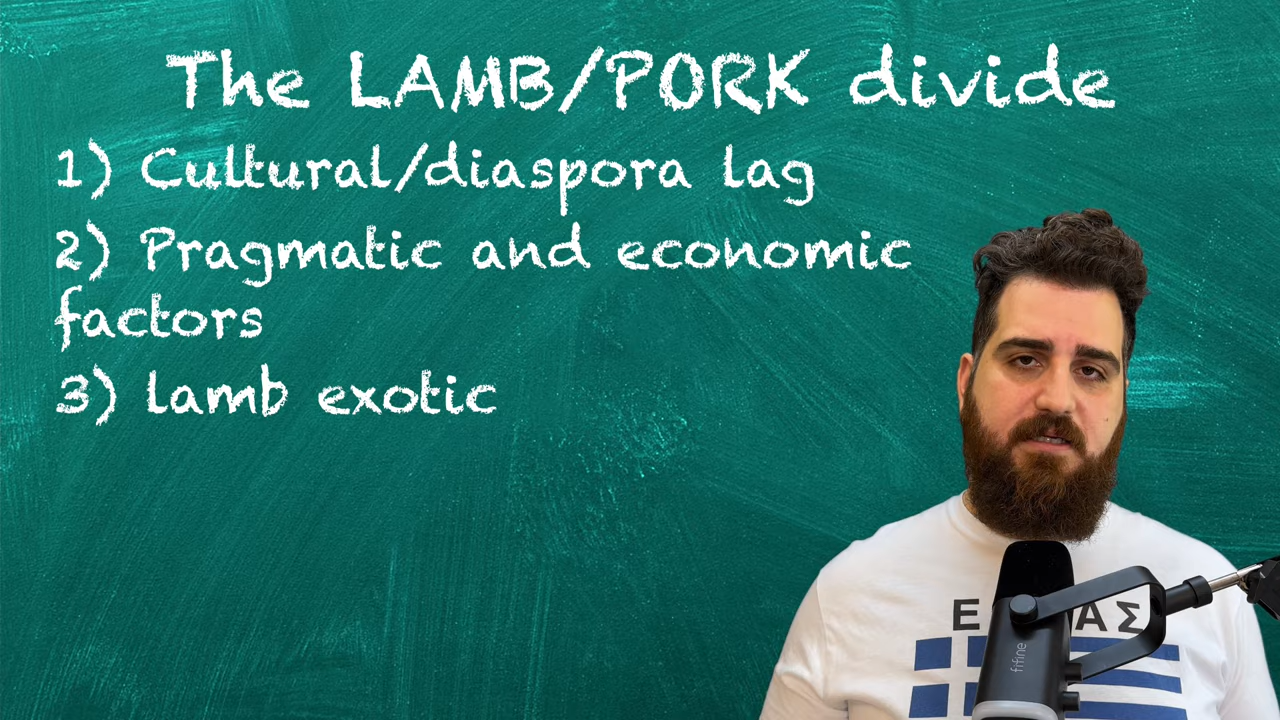 The LAMB/PORK divide
1) Cultural/diaspora lag
2) Pragmatic and economic
factors
3) lamb exotic
fifine